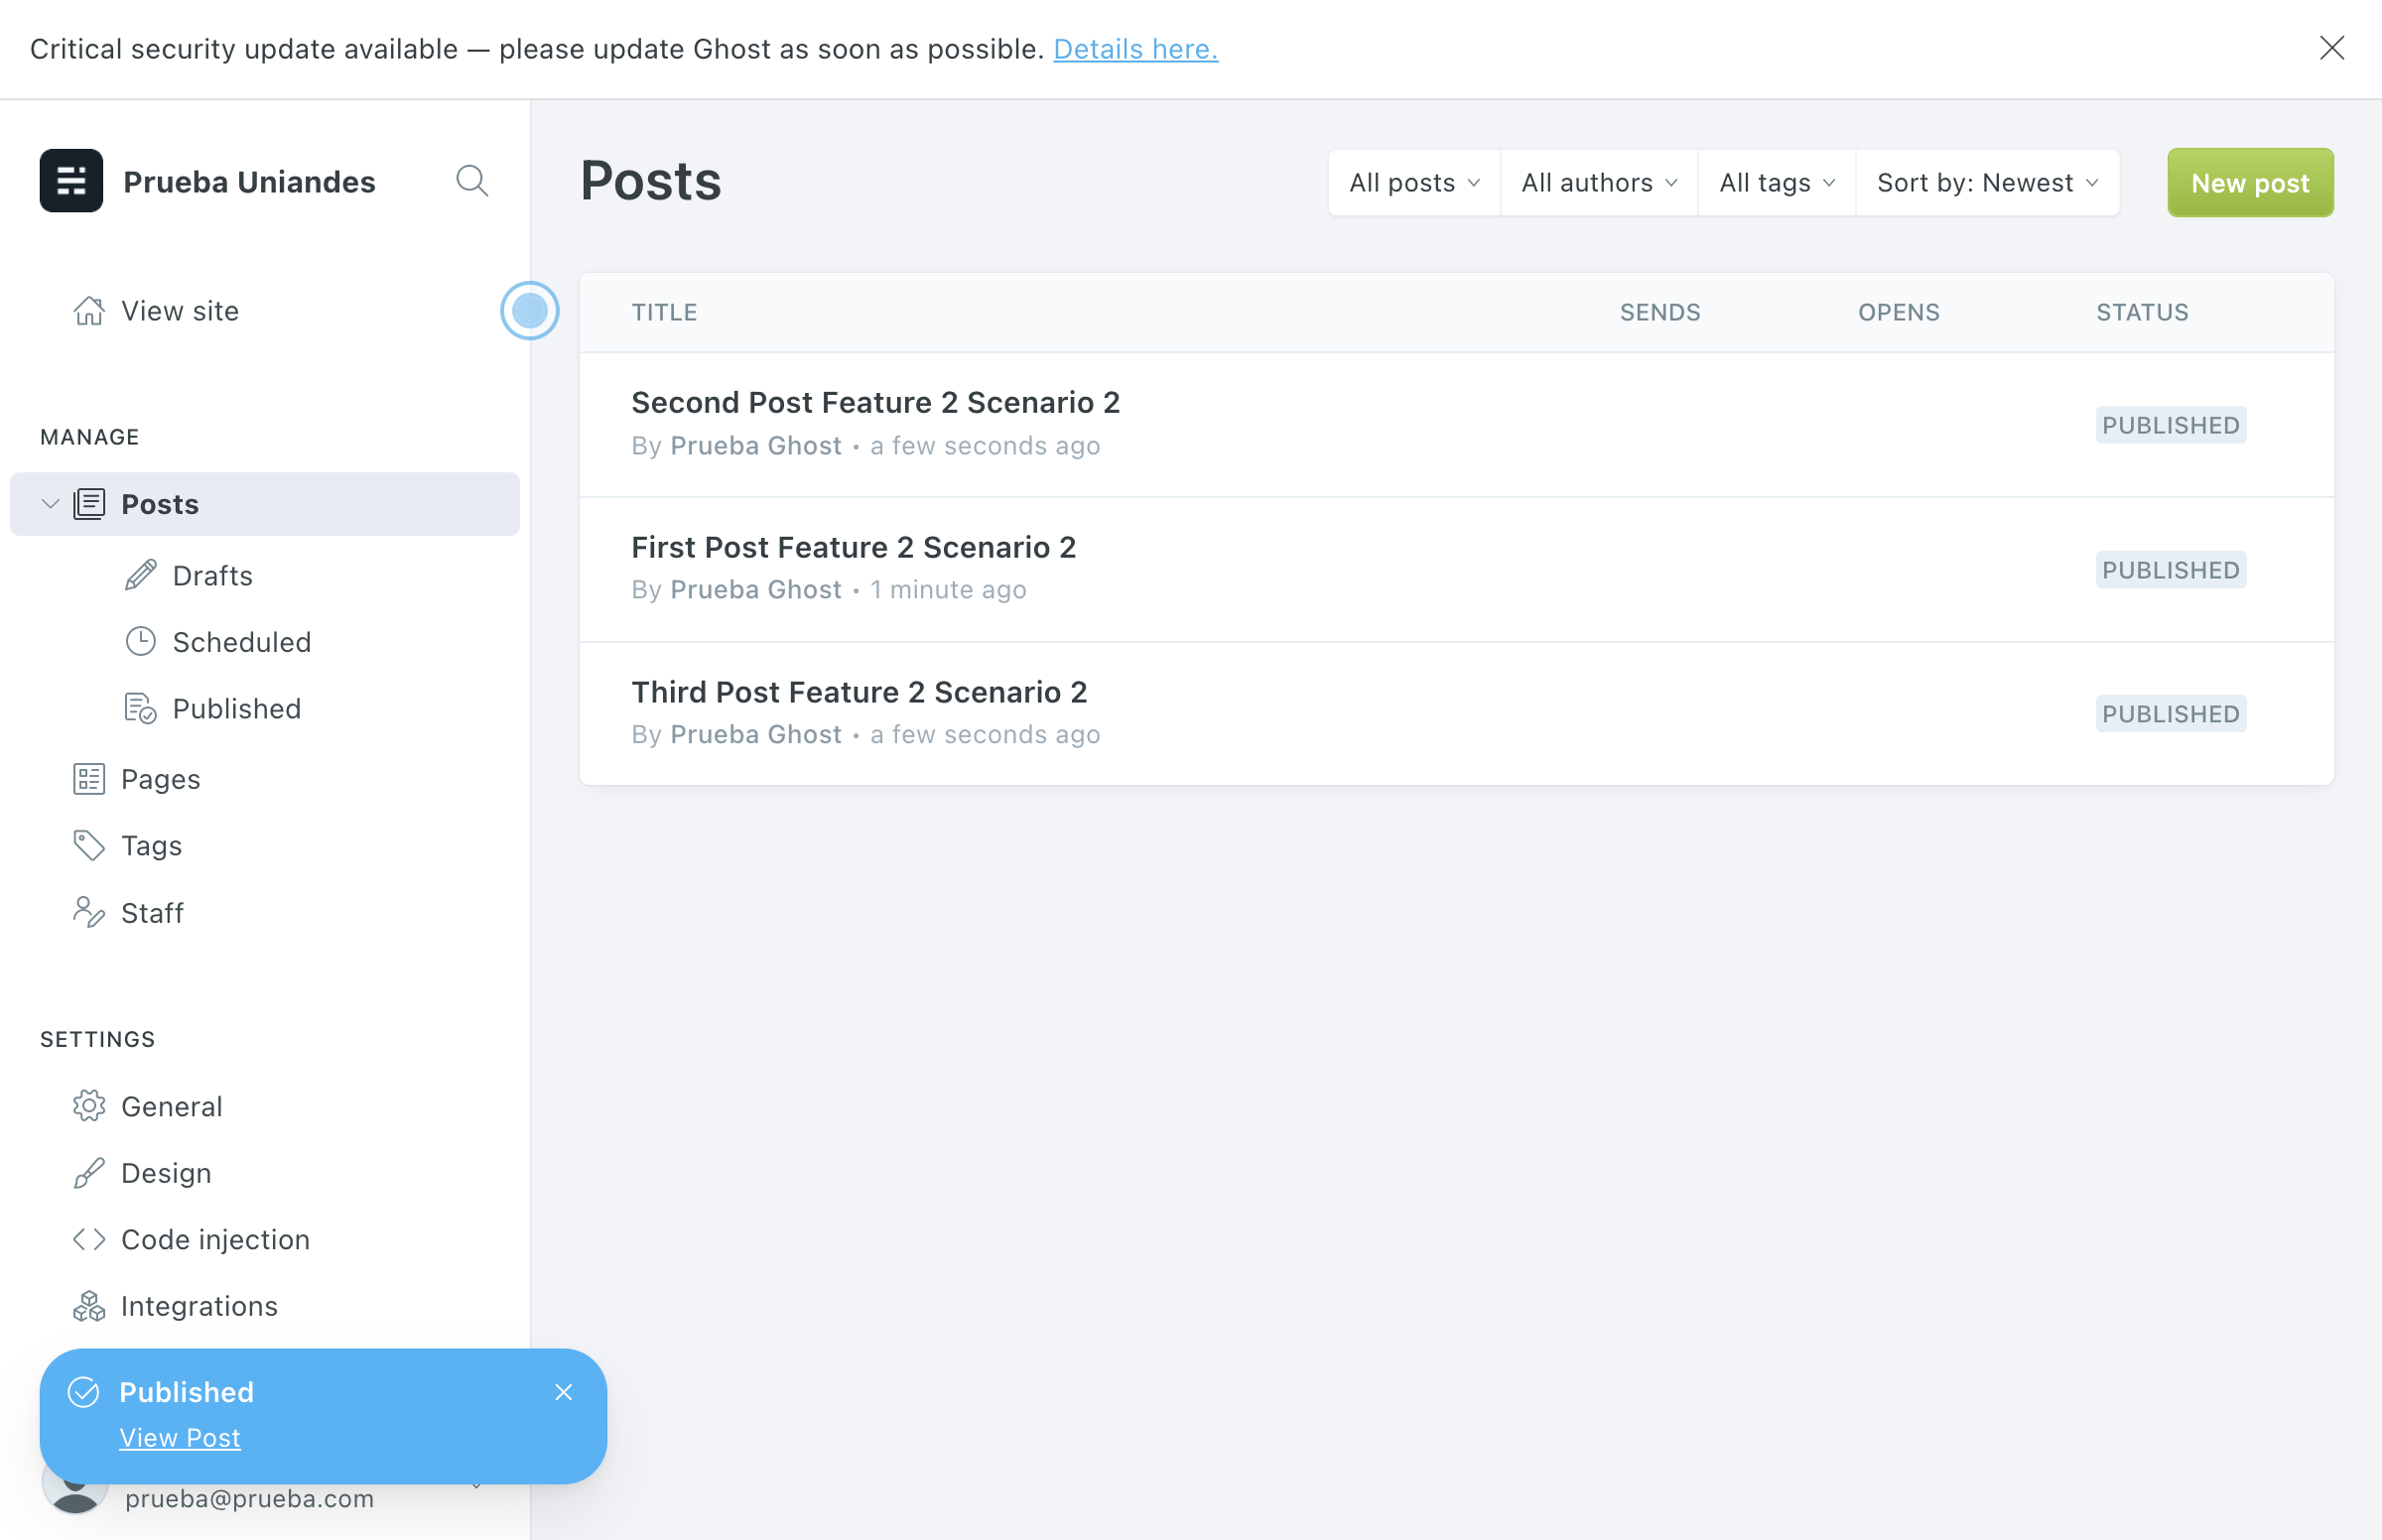 Critical security update available — please update Ghost as soon as possible. Details here.
Prueba Uniandes
View site
MANAGE
Posts
Drafts
Scheduled
Published
Pages
Tags
Staff
SETTINGS
General
Design
Code injection
Integrations
Published
View Post
prueba@prueba.com
Posts
All posts
All authors
All tags
Sort by: Newest
New post
TITLE SENDS OPENS STATUS
Second Post Feature 2 Scenario 2
By Prueba Ghost • a few seconds ago
PUBLISHED
First Post Feature 2 Scenario 2
By Prueba Ghost • 1 minute ago
PUBLISHED
Third Post Feature 2 Scenario 2
By Prueba Ghost • a few seconds ago
PUBLISHED